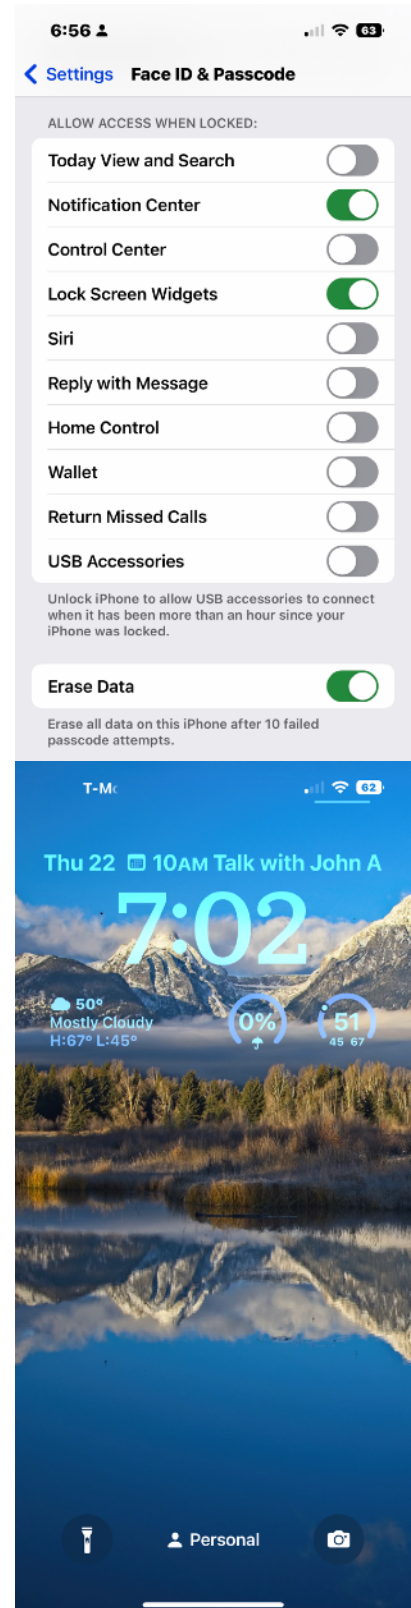 6:56
63
Settings Face ID & Passcode
ALLOW ACCESS WHEN LOCKED:
Today View and Search
Notification Center
Control Center
Lock Screen Widgets
Siri
Reply with Message
Home Control
Wallet
Return Missed Calls
USB Accessories
Unlock iPhone to allow USB accessories to connect
when it has been more than an hour since your
iPhone was locked.
Erase Data
Erase all data on this iPhone after 10 failed
passcode attempts.
T-Mo
62
Thu 22 10AM Talk with John A
7:02
50°
Mostly Cloudy
H:67° L:45°
0%
51
45 67
Personal